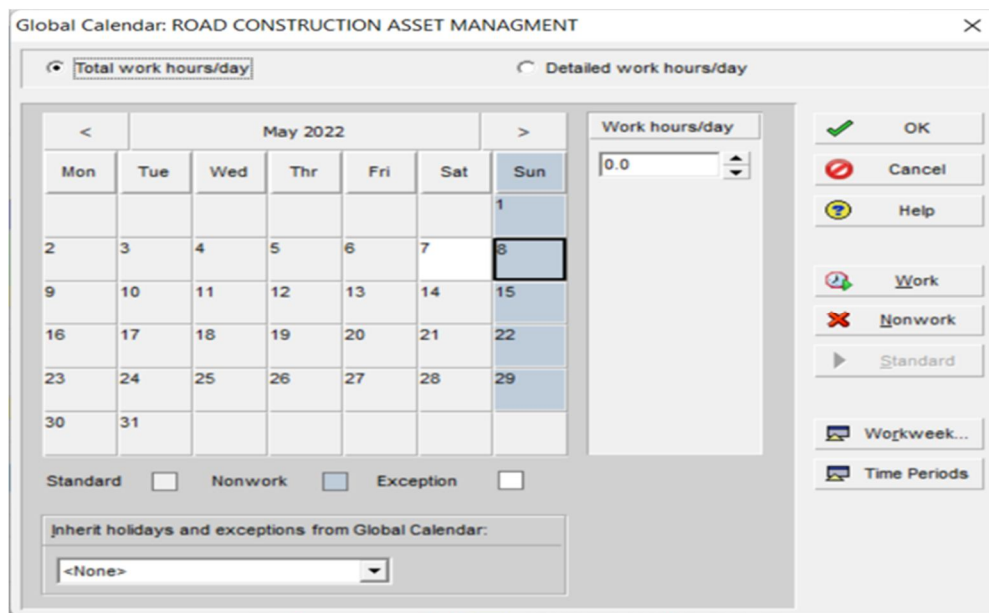 Global Calendar: ROAD CONSTRUCTION ASSET MANAGMENT
Total work hours/day
Detailed work hours/day
< May 2022 >
Mon Tue Wed Thr Fri Sat Sun
1
2 3 4 5 6 7 8
9 10 11 12 13 14 15
16 17 18 19 20 21 22
23 24 25 26 27 28 29
30 31
Standard Nonwork Exception
Inherit holidays and exceptions from Global Calendar:
<None>
Work hours/day
0.0
OK
Cancel
Help
Work
Nonwork
Standard
Workweek...
Time Periods